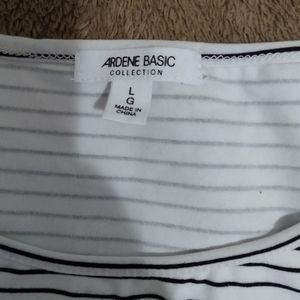 ARDENE BASIC
COLLECTION
L
G
MADE IN
CHINA